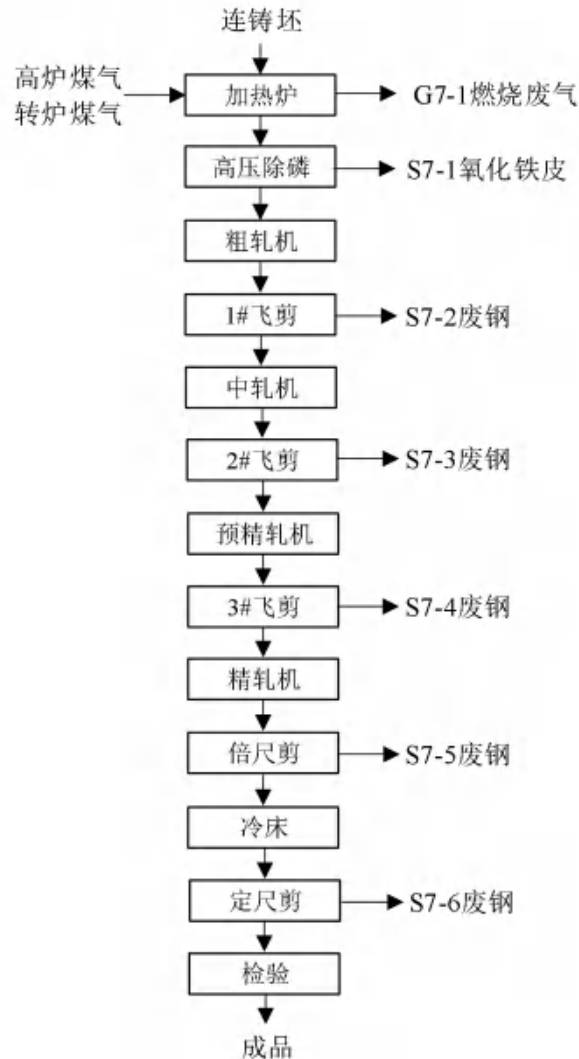 连铸坯
高炉煤气
转炉煤气
加热炉
G7-1燃烧废气
高压除磷
S7-1氧化铁皮
粗轧机
1#飞剪
S7-2废钢
中轧机
2#飞剪
S7-3废钢
预精轧机
3#飞剪
S7-4废钢
精轧机
倍尺剪
S7-5废钢
冷床
定尺剪
S7-6废钢
检验
成品